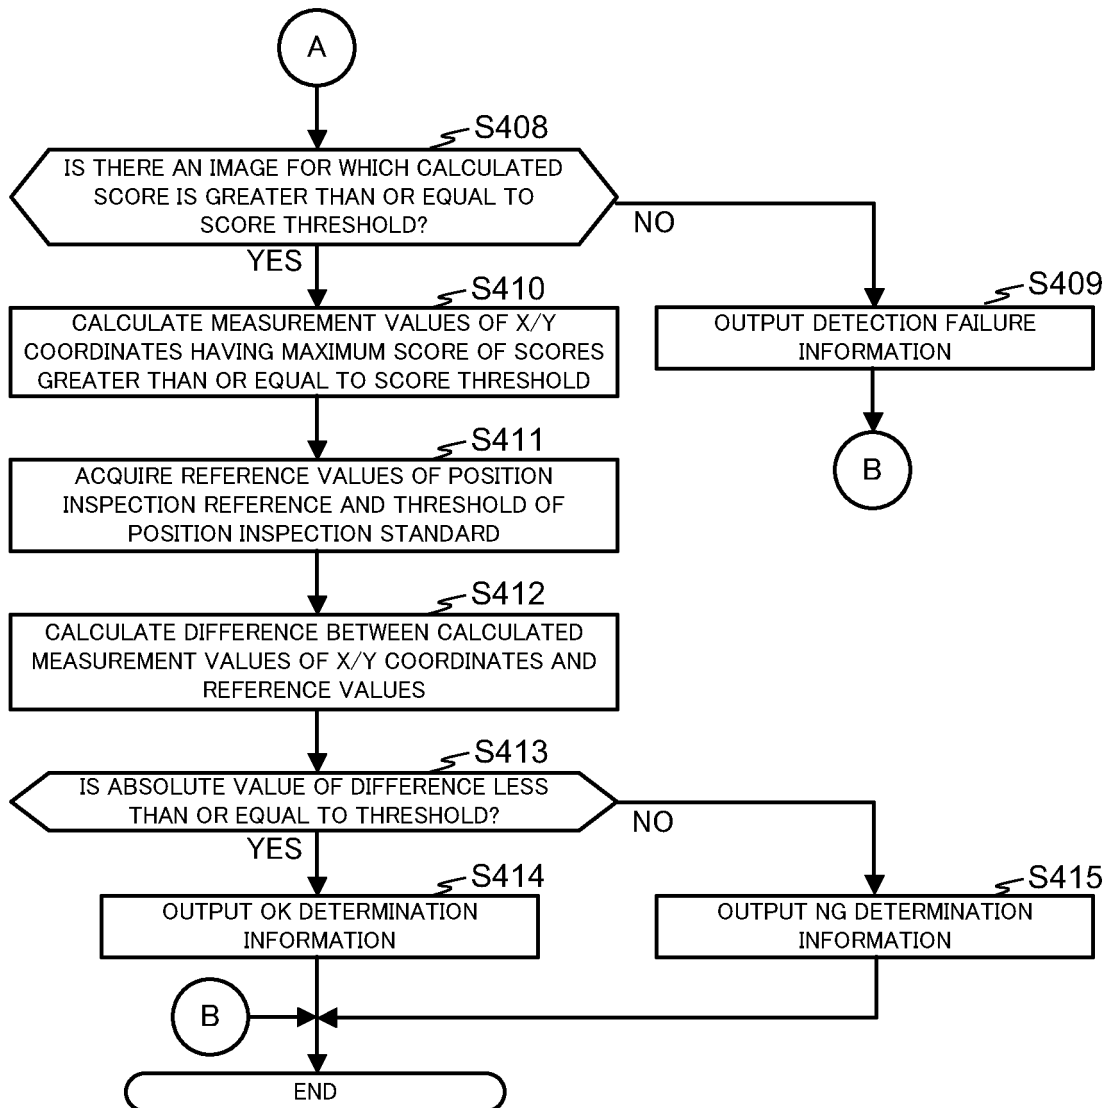 A
S408
IS THERE AN IMAGE FOR WHICH CALCULATED
SCORE IS GREATER THAN OR EQUAL TO
SCORE THRESHOLD?
NO
YES
S410
CALCULATE MEASUREMENT VALUES OF X/Y
COORDINATES HAVING MAXIMUM SCORE OF SCORES
GREATER THAN OR EQUAL TO SCORE THRESHOLD
S409
OUTPUT DETECTION FAILURE
INFORMATION
B
S411
ACQUIRE REFERENCE VALUES OF POSITION
INSPECTION REFERENCE AND THRESHOLD OF
POSITION INSPECTION STANDARD
S412
CALCULATE DIFFERENCE BETWEEN CALCULATED
MEASUREMENT VALUES OF X/Y COORDINATES AND
REFERENCE VALUES
S413
IS ABSOLUTE VALUE OF DIFFERENCE LESS
THAN OR EQUAL TO THRESHOLD?
NO
YES
S414
OUTPUT OK DETERMINATION
INFORMATION
S415
OUTPUT NG DETERMINATION
INFORMATION
B
END